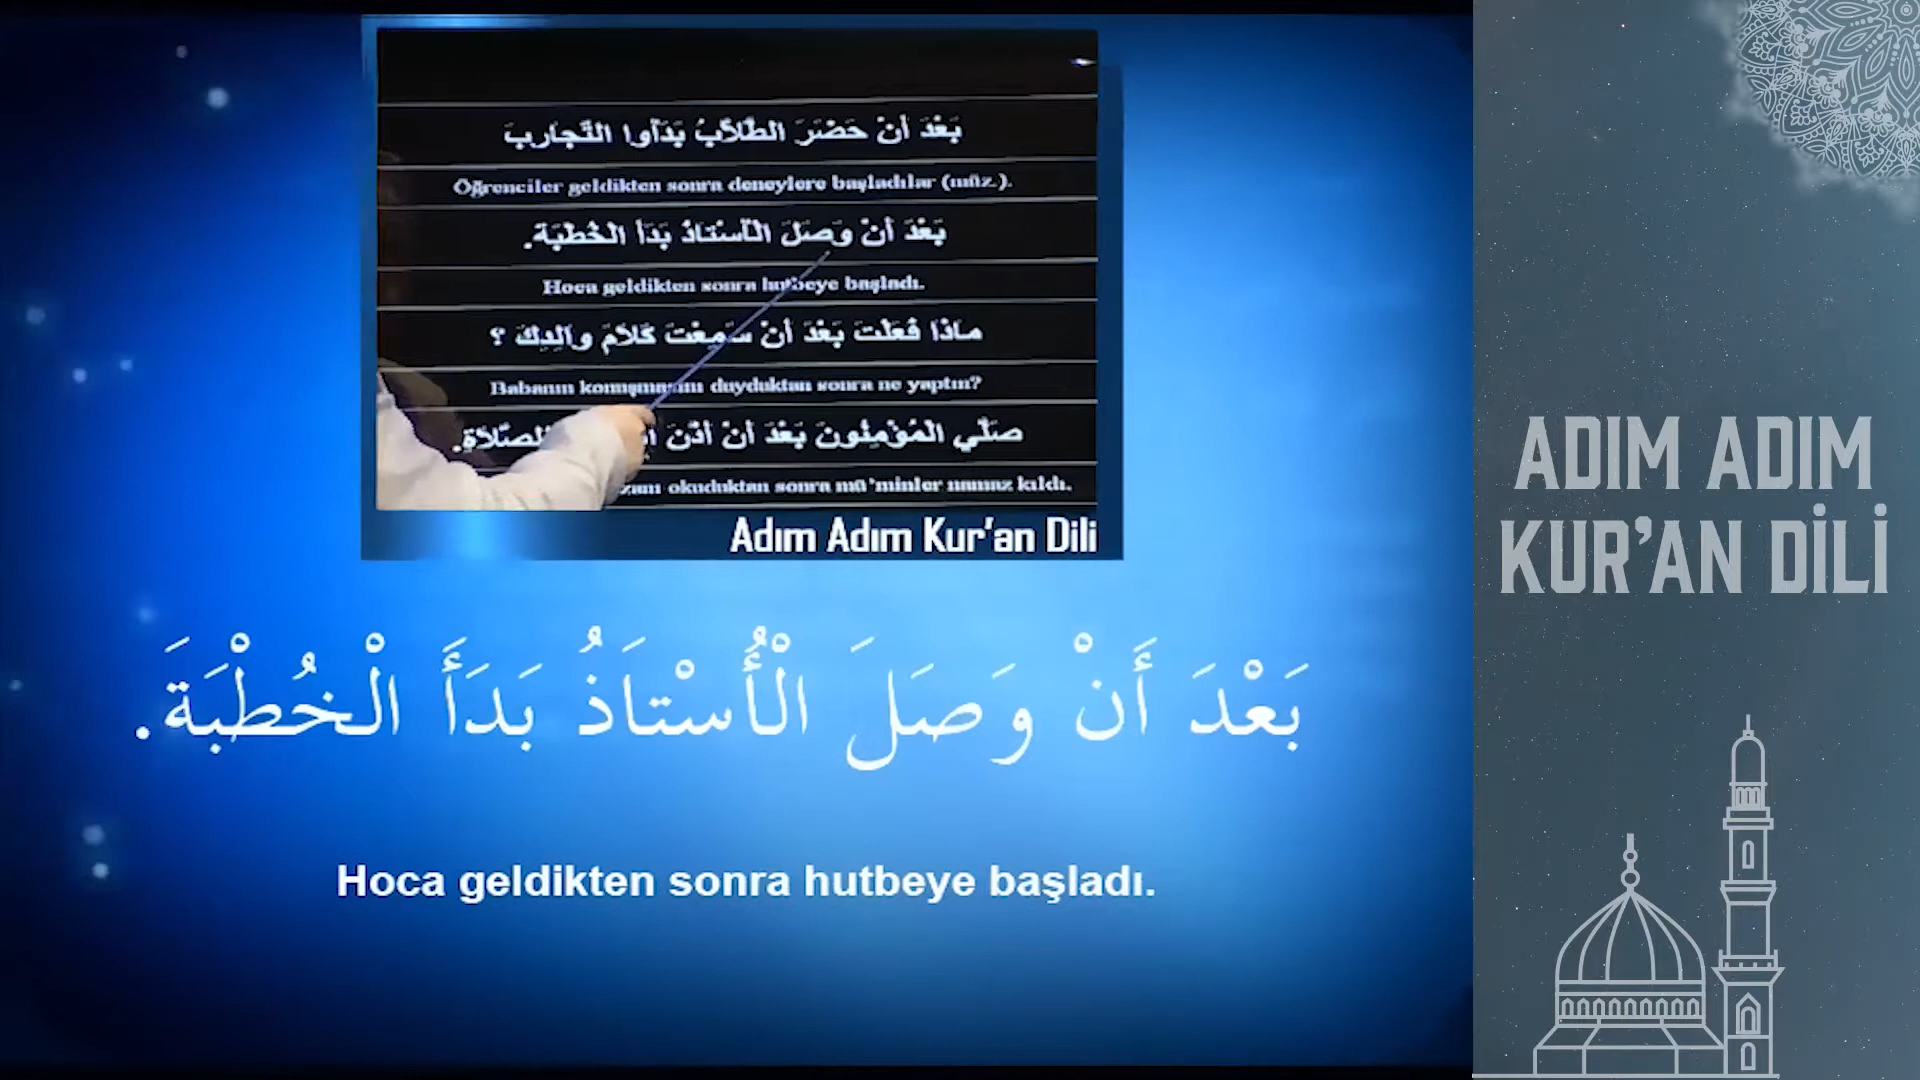 بَعْدَ أَنْ حَضَرَ الطُّلاَّبُ بَدَأُوا التَّجَارِبَ
Öğrenciler geldikten sonra deneylere başladılar (müz.).
بَعْدَ أَنْ وَصَلَ الْأُسْتَاذُ بَدَأَ الْخُطْبَةَ.
Hoca geldikten sonra hutbeye başladı.
مَاذَا فَعَلْتَ بَعْدَ أَنْ سَمِعْتَ كَلاَمَ وَالِدِكَ ؟
Babanın konuşmasını duyduktan sonra ne yaptın?
صَلَّي الْمُؤْمِنُونَ بَعْدَ أَنْ أَذَّنَ
okuduktan sonra mü'minler namaz kıldı.
Adım Adım Kur'an Dili
بَعْدَ أَنْ وَصَلَ الْأُسْتَاذُ بَدَأَ الْخُطْبَةَ.
Hoca geldikten sonra hutbeye başladı.
ADIM ADIM
KUR'AN DİLİ